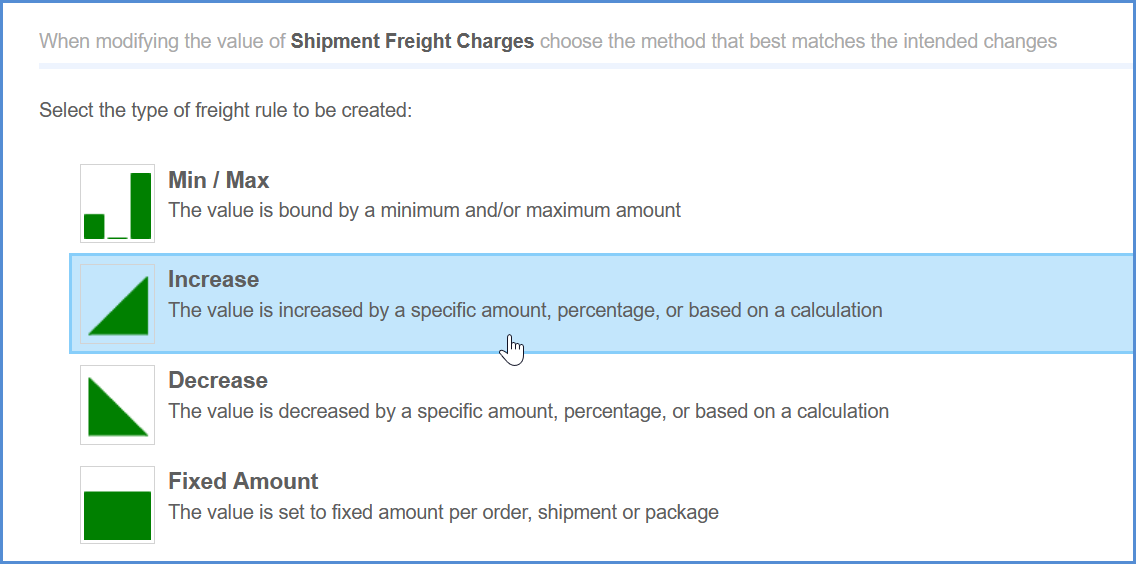 When modifying the value of Shipment Freight Charges choose the method that best matches the intended changes
Select the type of freight rule to be created:
Min / Max
The value is bound by a minimum and/or maximum amount
Increase
The value is increased by a specific amount, percentage, or based on a calculation
Decrease
The value is decreased by a specific amount, percentage, or based on a calculation
Fixed Amount
The value is set to fixed amount per order, shipment or package